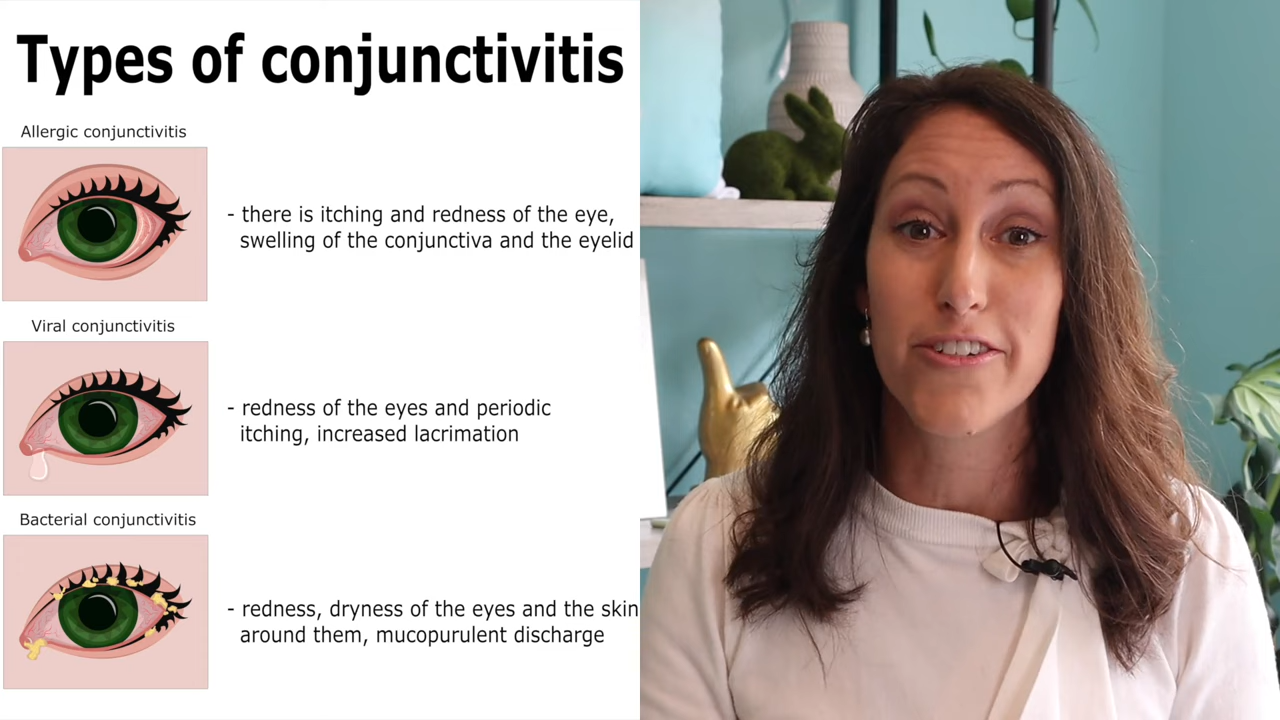 Types of conjunctivitis
Allergic conjunctivitis
- there is itching and redness of the eye,
swelling of the conjunctiva and the eyelid
Viral conjunctivitis
- redness of the eyes and periodic
itching, increased lacrimation
Bacterial conjunctivitis
- redness, dryness of the eyes and the skin
around them, mucopurulent discharge